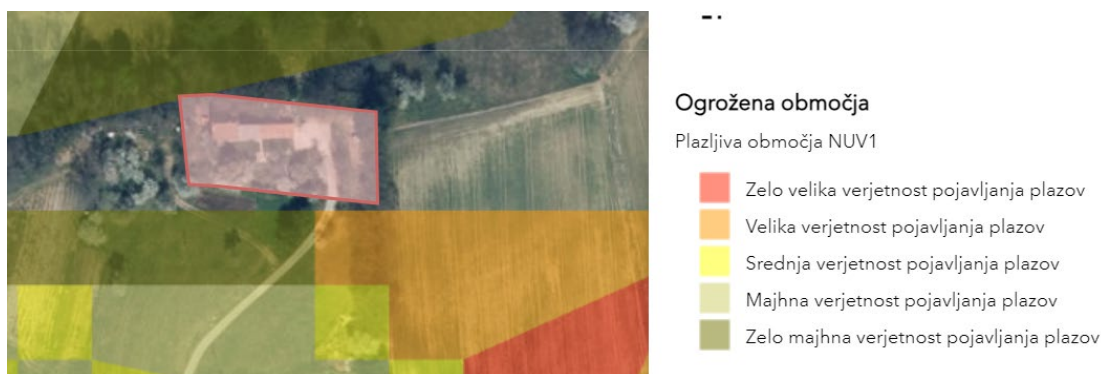 Ogrožena območja
Plazljiva območja NUV1
Zelo velika verjetnost pojavljanja plazov
Velika verjetnost pojavljanja plazov
Srednja verjetnost pojavljanja plazov
Majhna verjetnost pojavljanja plazov
Zelo majhna verjetnost pojavljanja plazov